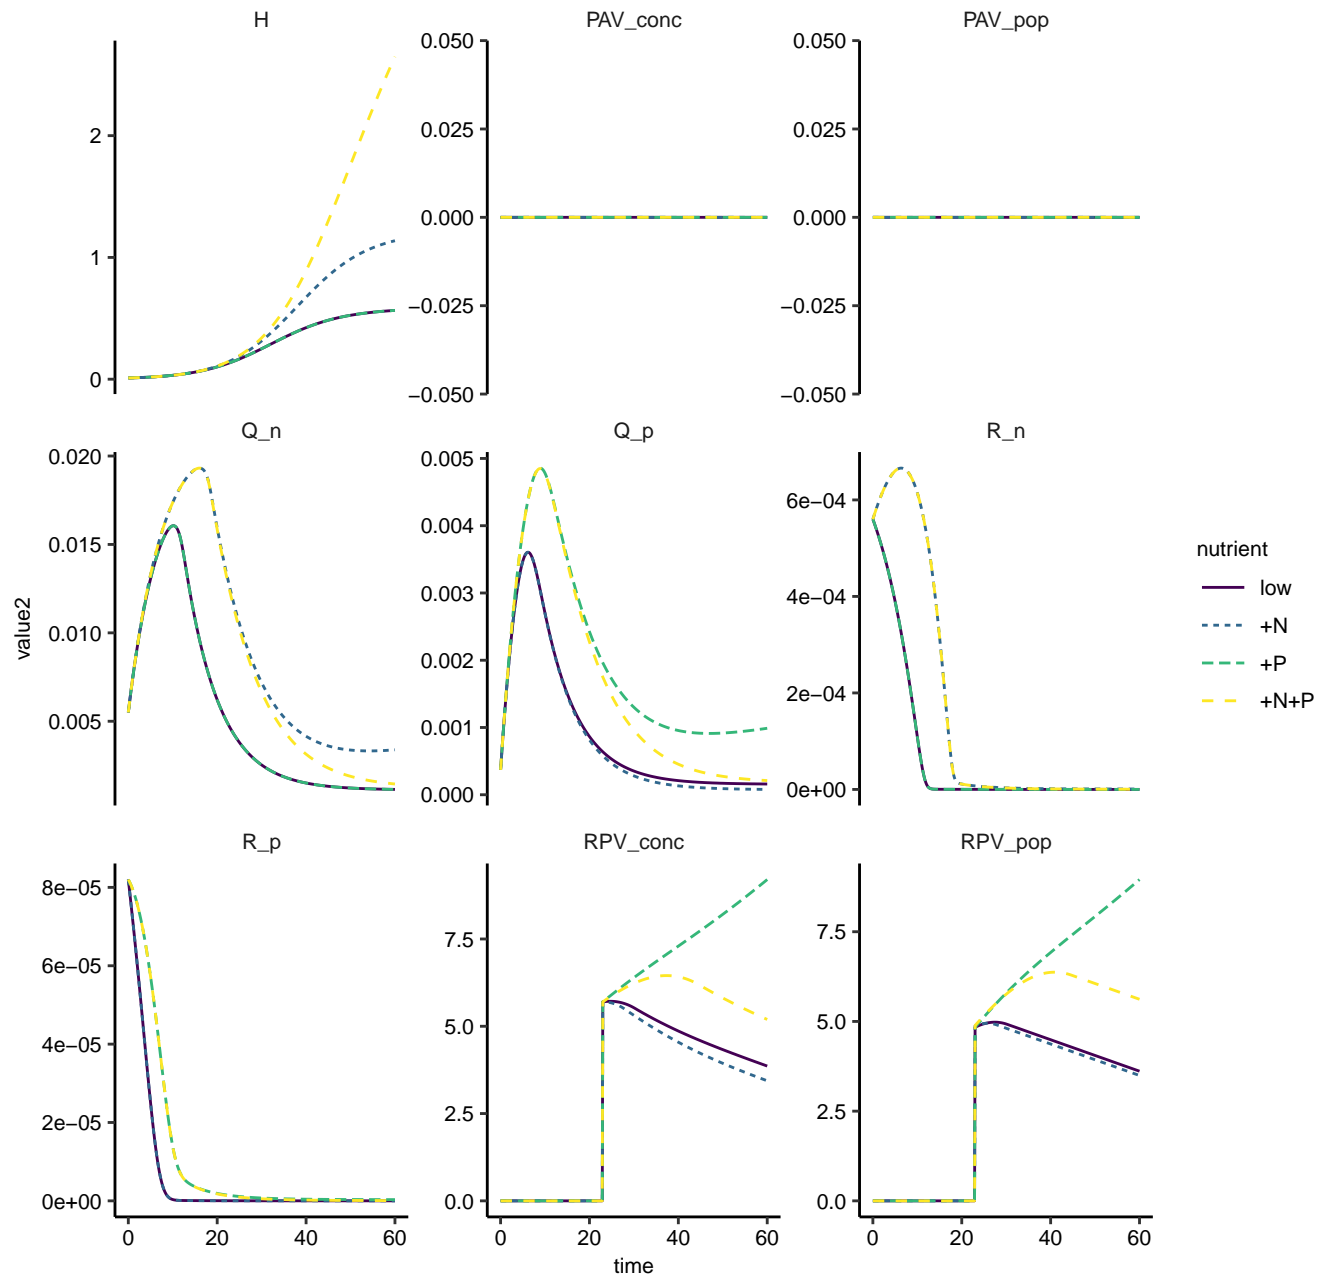 H
PAV_conc
PAV_pop
2
1
0
0.050
0.025
0.000
−0.025
−0.050
0.050
0.025
0.000
−0.025
−0.050
Q_n
Q_p
R_n
0.020
0.015
0.010
0.005
0.005
0.004
0.003
0.002
0.001
0.000
6e−04
4e−04
2e−04
0e+00
value2
nutrient
low
+N
+P
+N+P
R_p
RPV_conc
RPV_pop
8e−05
6e−05
4e−05
2e−05
0e+00
7.5
5.0
2.5
0.0
7.5
5.0
2.5
0.0
0 20 40 60
0 20 40 60
0 20 40 60
time